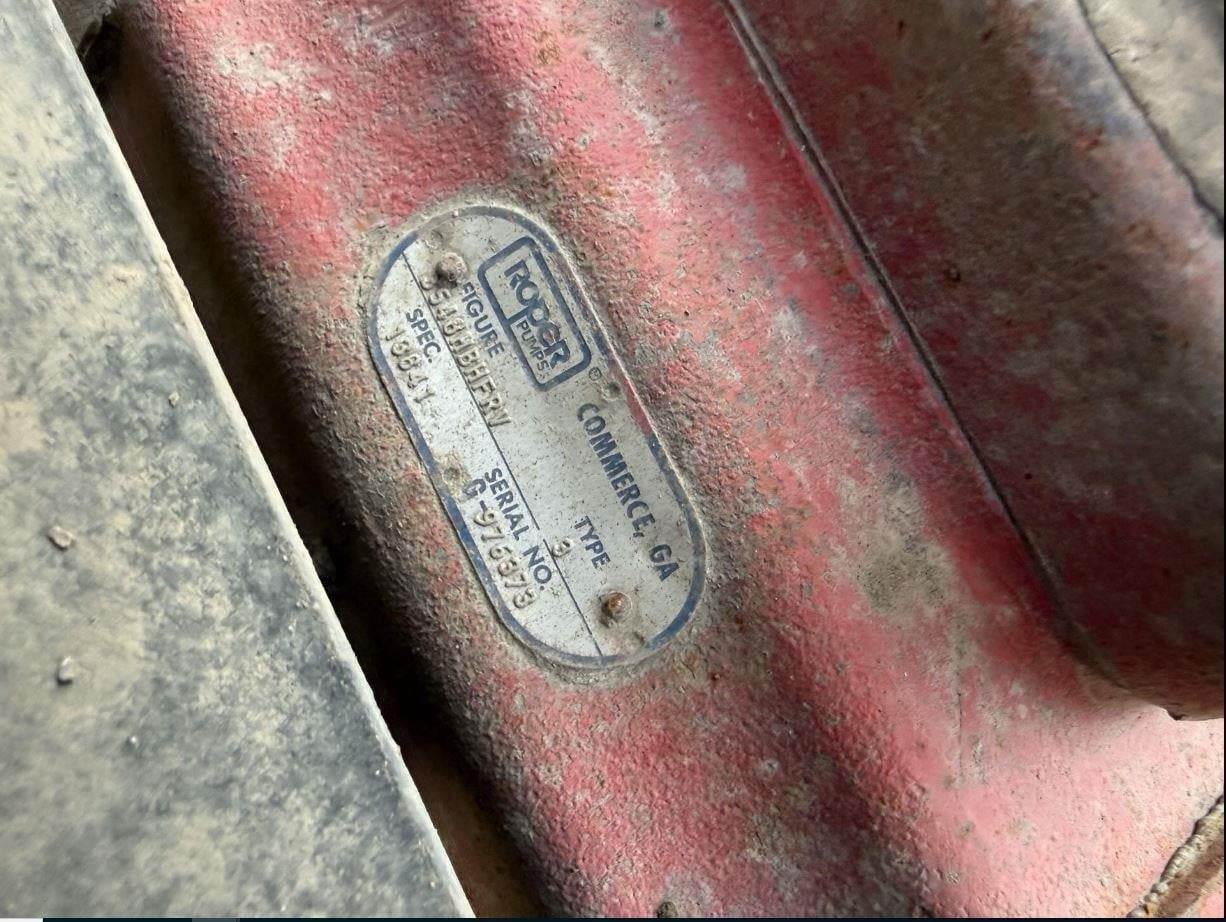 ROPER
PUMPS
®
COMMERCE, GA
FIGURE
TYPE
3
SPEC.
SERIAL NO.
G-976373